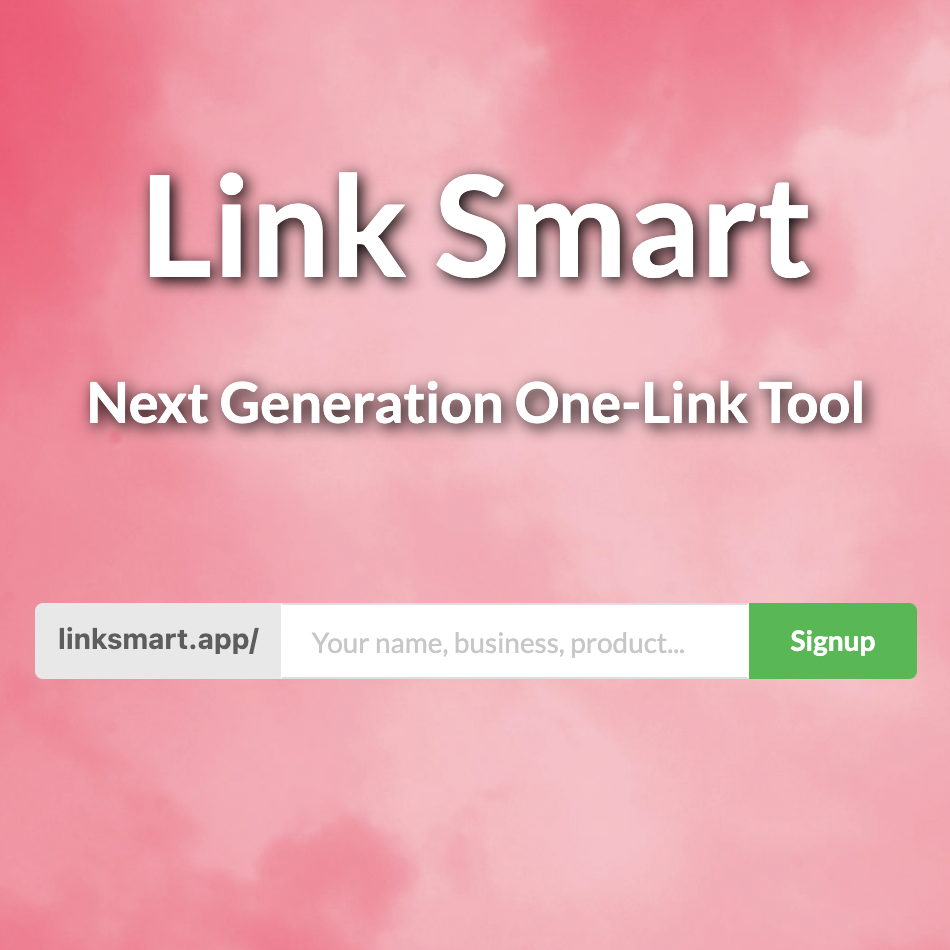 Link Smart
Next Generation One-Link Tool
linksmart.app/ Your name, business, product... Signup